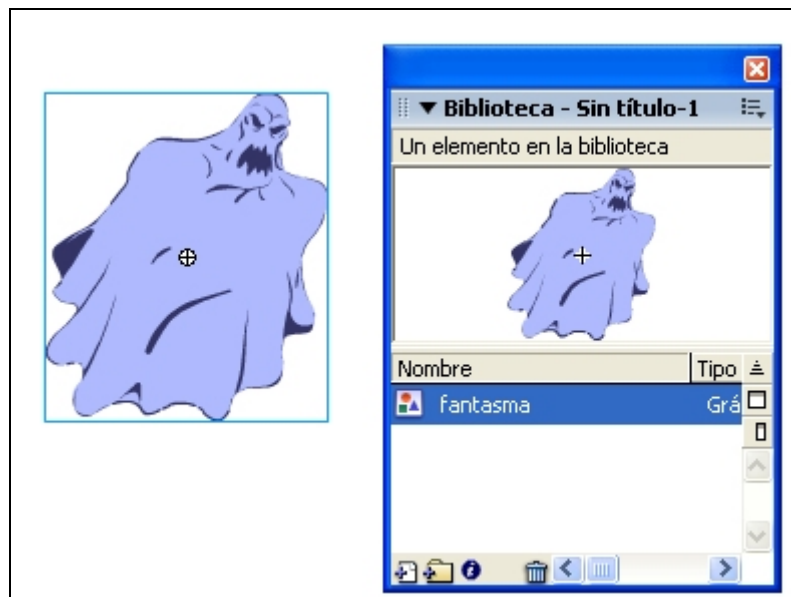 Biblioteca - Sin título-1
Un elemento en la biblioteca
Nombre Tipo
fantasma Grá